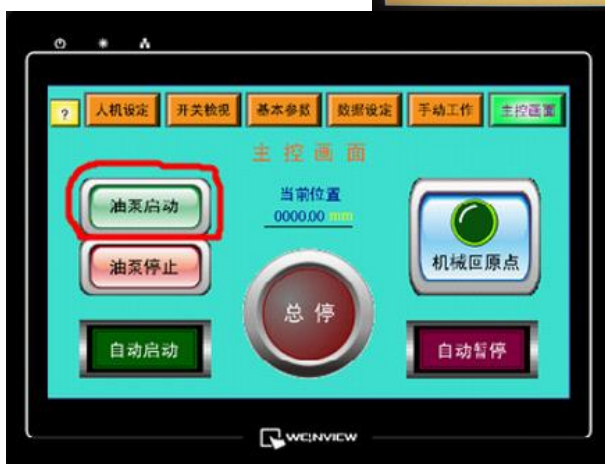 ?
人机设定
开关检视
基本参数
数据设定
手动工作
主控画面
主控画面
油泵启动
当前位置
0000.00 mm
机械回原点
油泵停止
总停
自动启动
自动暂停
WEINVIEW